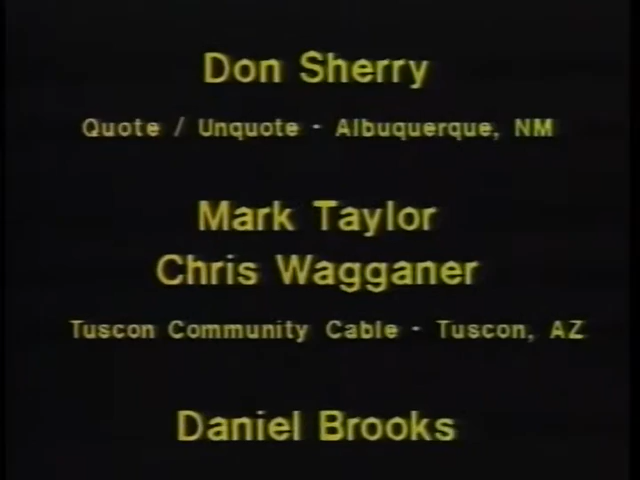 Don Sherry
Quote / Unquote - Albuquerque, NM
Mark Taylor
Chris Wagganer
Tuscon Community Cable - Tuscon, AZ
Daniel Brooks